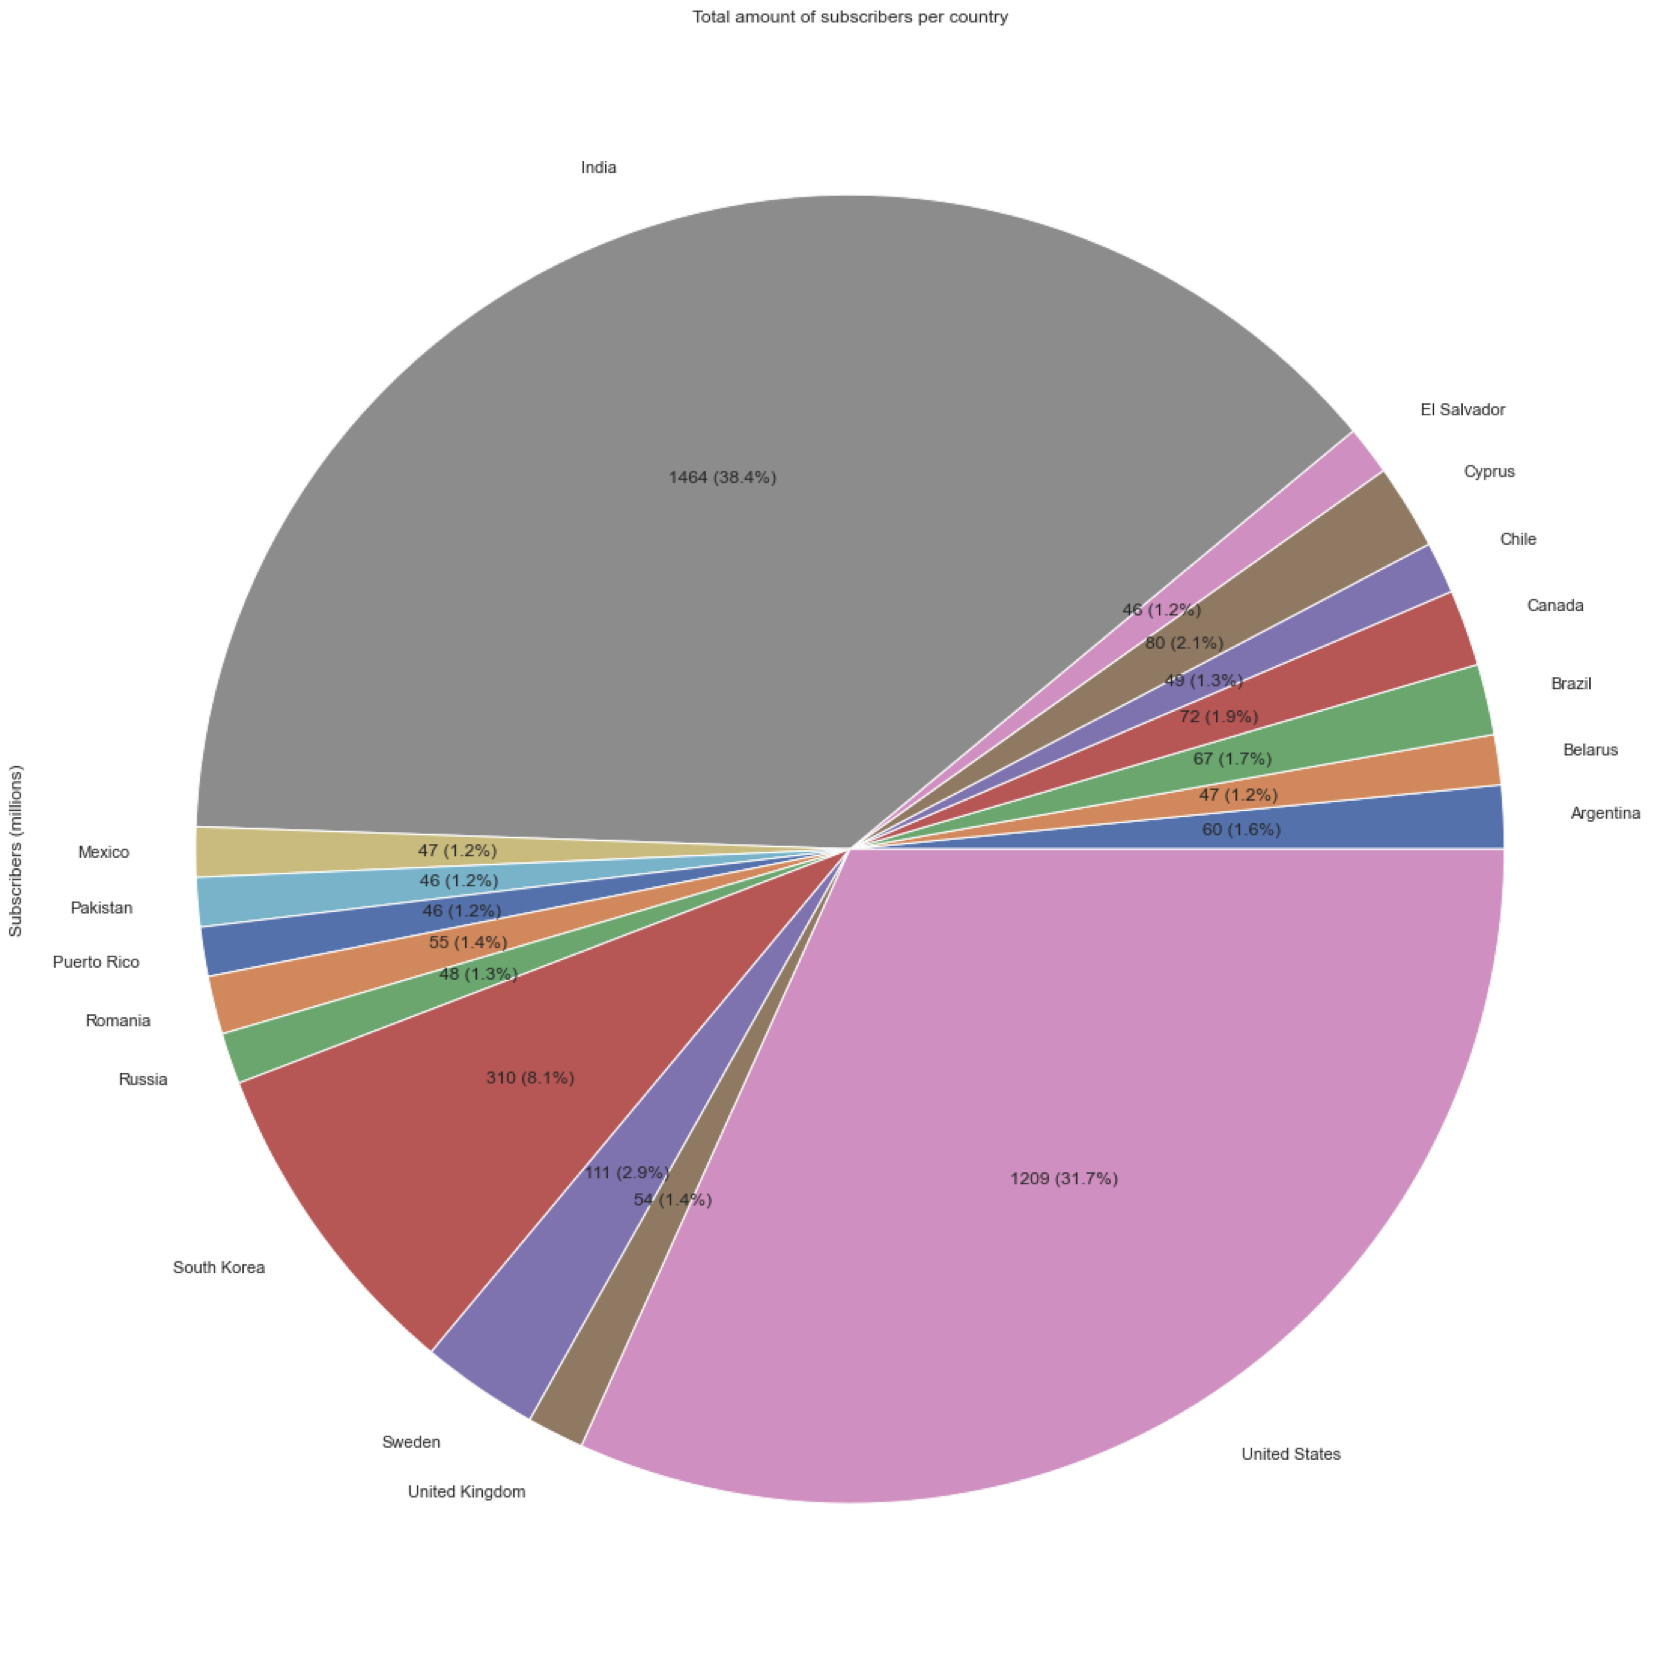 Total amount of subscribers per country
India
El Salvador
Cyprus
Chile
Canada
Brazil
Belarus
Argentina
1464 (38.4%)
46 (1.2%)
80 (2.1%)
49 (1.3%)
72 (1.9%)
67 (1.7%)
47 (1.2%)
60 (1.6%)
Subscribers (millions)
Mexico
47 (1.2%)
Pakistan
46 (1.2%)
Puerto Rico
46 (1.2%)
Romania
55 (1.4%)
Russia
48 (1.3%)
South Korea
310 (8.1%)
Sweden
111 (2.9%)
United Kingdom
54 (1.4%)
United States
1209 (31.7%)